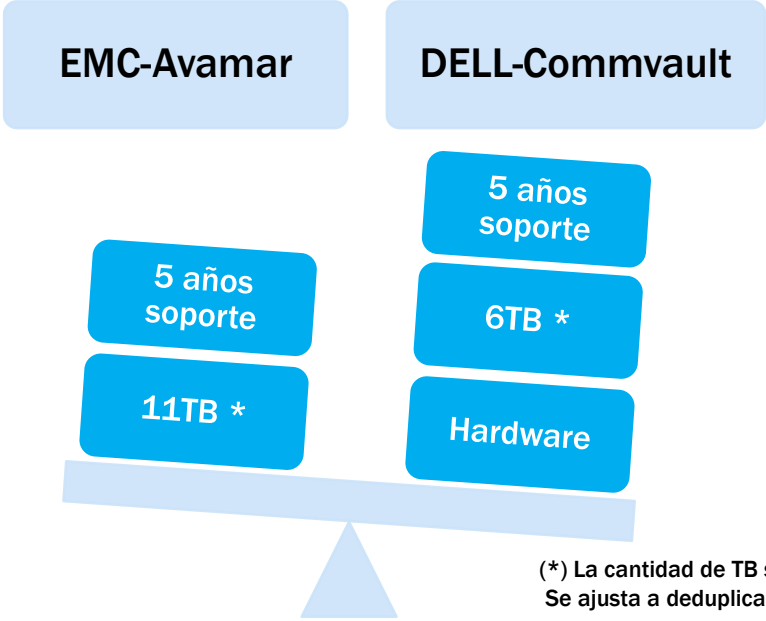 EMC-Avamar
DELL-Commvault
5 años
soporte
11TB *
5 años
soporte
6TB *
Hardware
(*) La cantidad de TB
Se ajusta a